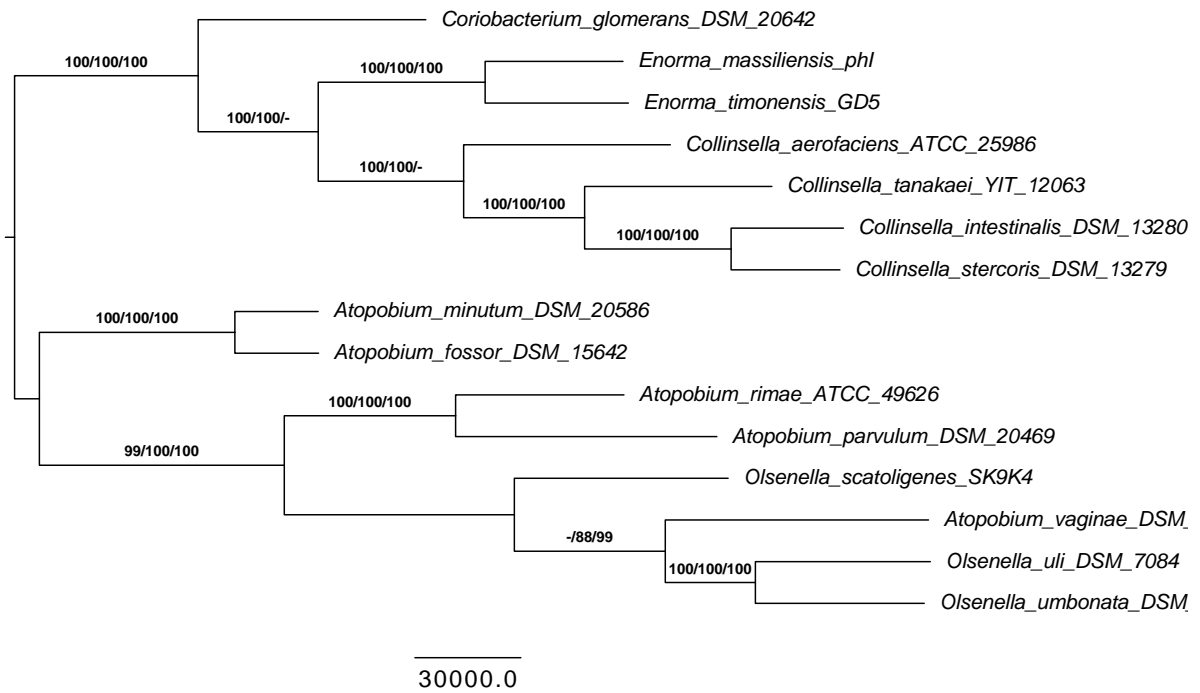 Coriobacterium_glomerans_DSM_20642
100/100/100
Enorma_massiliensis_phI
100/100/100
Enorma_timonensis_GD5
100/100/-
Collinsella_aerofaciens_ATCC_25986
100/100/-
Collinsella_tanakaei_YIT_12063
100/100/100
Collinsella_intestinalis_DSM_13280
100/100/100
Collinsella_stercoris_DSM_13279
Atopobium_minutum_DSM_20586
100/100/100
Atopobium_fossor_DSM_15642
Atopobium_rimae_ATCC_49626
100/100/100
Atopobium_parvulum_DSM_20469
99/100/100
Olsenella_scatoligenes_SK9K4
Atopobium_vaginae_DSM_
-/88/99
Olsenella_uli_DSM_7084
100/100/100
Olsenella_umbonata_DSM_
30000.0